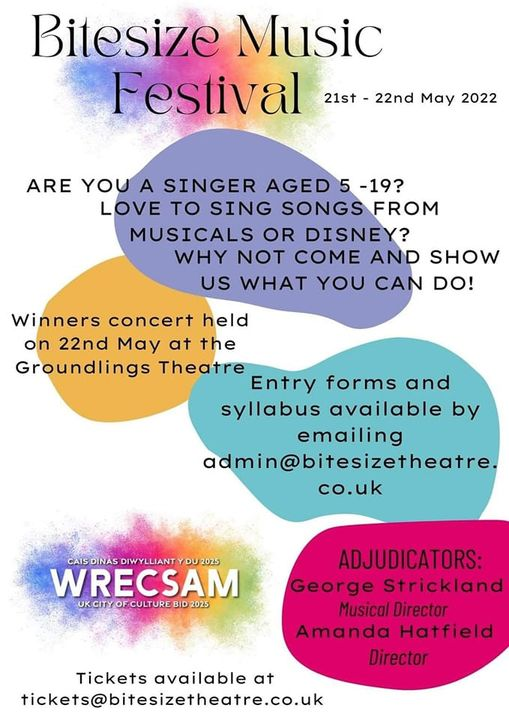 Bitesize Music
Festival
21st - 22nd May 2022
ARE YOU A SINGER AGED 5 -19?
LOVE TO SING SONGS FROM
MUSICALS OR DISNEY?
WHY NOT COME AND SHOW
US WHAT YOU CAN DO!
Winners concert held
on 22nd May at the
Groundlings Theatre
Entry forms and
syllabus available by
emailing
admin@bitesizetheatre.
co.uk
CAIS DINAS DIWYLLIANT Y DU 2025
WRECSAM
UK CITY OF CULTURE BID 2025
ADJUDICATORS:
George Strickland
Musical Director
Amanda Hatfield
Director
Tickets available at
tickets@bitesizetheatre.co.uk